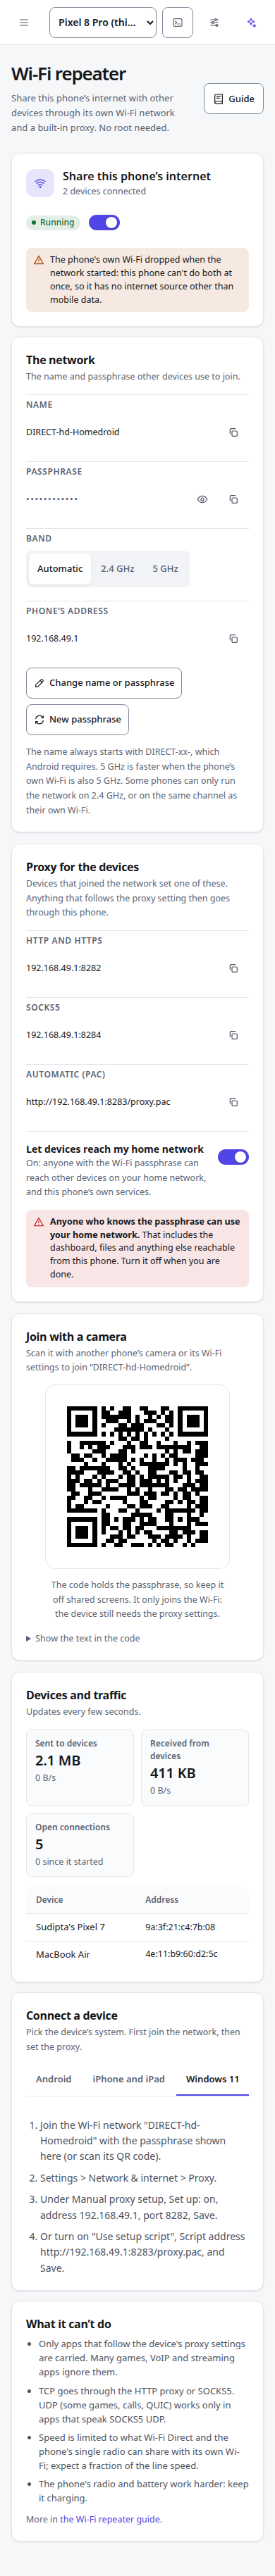 Pixel 8 Pro (thi...
Wi-Fi repeater
Share this phone's internet with other
devices through its own Wi-Fi network
and a built-in proxy. No root needed.
Guide
Share this phone's internet
2 devices connected
Running
The phone's own Wi-Fi dropped when the
network started: this phone can't do both at
once, so it has no internet source other than
mobile data.
The network
The name and passphrase other devices use to join.
NAME
DIRECT-hd-Homedroid
PASSPHRASE
••••••••••••
BAND
Automatic
2.4 GHz
5 GHz
PHONE'S ADDRESS
192.168.49.1
Change name or passphrase
New passphrase
The name always starts with DIRECT-xx-, which
Android requires. 5 GHz is faster when the phone's
own Wi-Fi is also 5 GHz. Some phones can only run
the network on 2.4 GHz, or on the same channel as
their own Wi-Fi.
Proxy for the devices
Devices that joined the network set one of these.
Anything that follows the proxy setting then goes
through this phone.
HTTP AND HTTPS
192.168.49.1:8282
SOCKS5
192.168.49.1:8284
AUTOMATIC (PAC)
http://192.168.49.1:8283/proxy.pac
Let devices reach my home network
On: anyone with the Wi-Fi passphrase can
reach other devices on your home network,
and this phone's own services.
Anyone who knows the passphrase can use
your home network. That includes the
dashboard, files and anything else reachable
from this phone. Turn it off when you are
done.
Join with a camera
Scan it with another phone's camera or its Wi-Fi
settings to join “DIRECT-hd-Homedroid”.
The code holds the passphrase, so keep it
off shared screens. It only joins the Wi-Fi:
the device still needs the proxy settings.
Show the text in the code
Devices and traffic
Updates every few seconds.
Sent to devices
2.1 MB
0 B/s
Received from
devices
411 KB
0 B/s
Open connections
5
0 since it started
Device Address
Sudipta's Pixel 7 9a:3f:21:c4:7b:08
MacBook Air 4e:11:b9:60:d2:5c
Connect a device
Pick the device's system. First join the network, then
set the proxy.
Android
iPhone and iPad
Windows 11
1. Join the Wi-Fi network "DIRECT-hd-
Homedroid" with the passphrase shown
here (or scan its QR code).
2. Settings > Network & internet > Proxy.
3. Under Manual proxy setup, Set up: on,
address 192.168.49.1, port 8282, Save.
4. Or turn on "Use setup script", Script address
http://192.168.49.1:8283/proxy.pac, and
Save.
What it can't do
• Only apps that follow the device's proxy settings
are carried. Many games, VoIP and streaming
apps ignore them.
• TCP goes through the HTTP proxy or SOCKS5.
UDP (some games, calls, QUIC) works only in
apps that speak SOCKS5 UDP.
• Speed is limited to what Wi-Fi Direct and the
phone's single radio can share with its own Wi-
Fi; expect a fraction of the line speed.
• The phone's radio and battery work harder: keep
it charging.
More in the Wi-Fi repeater guide.